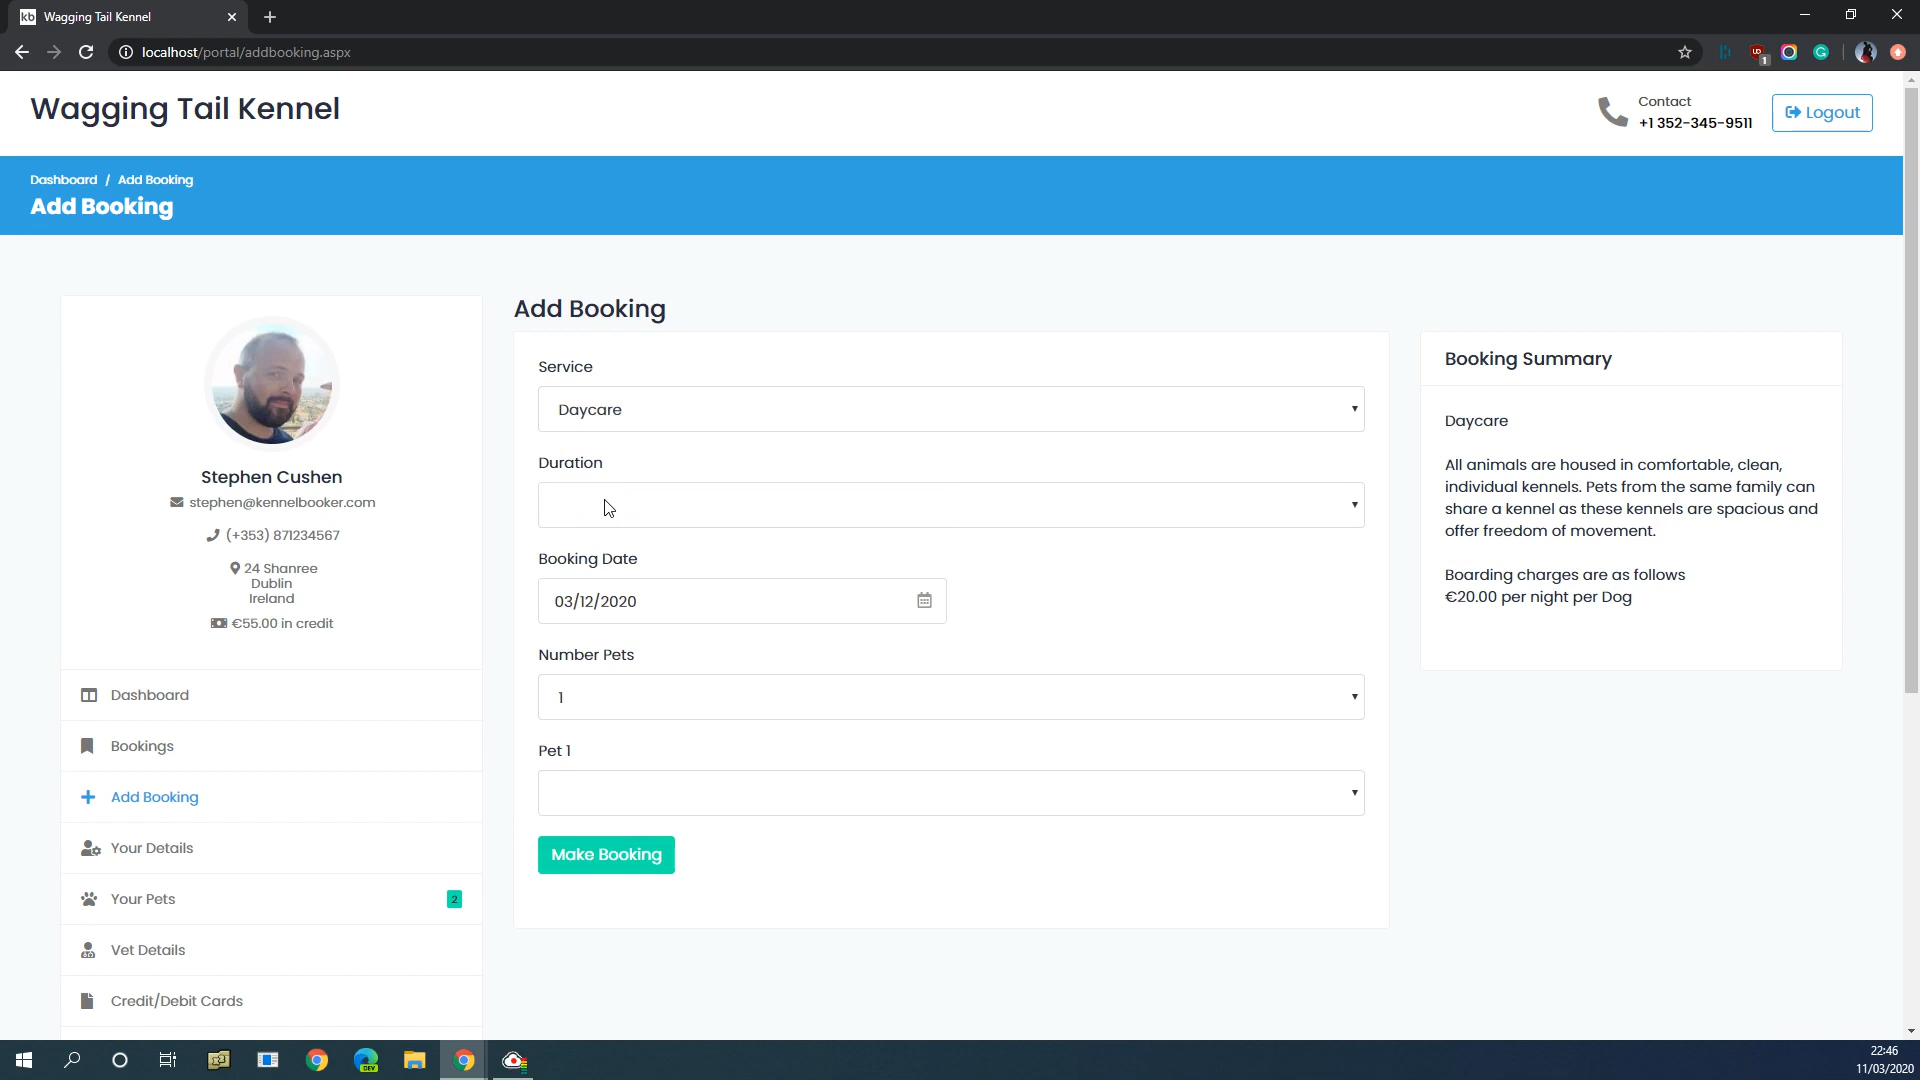 kb Wagging Tail Kennel
localhost/portal/addbooking.aspx
1
Wagging Tail Kennel
Contact
+1 352-345-9511
Logout
Dashboard / Add Booking
Add Booking
Stephen Cushen
stephen@kennelbooker.com
(+353) 871234567
24 Shanree
Dublin
Ireland
€55.00 in credit
Dashboard
Bookings
Add Booking
Your Details
Your Pets 2
Vet Details
Credit/Debit Cards
Add Booking
Service
Daycare
Duration
Booking Date
03/12/2020
Number Pets
1
Pet 1
Make Booking
Booking Summary
Daycare
All animals are housed in comfortable, clean,
individual kennels. Pets from the same family can
share a kennel as these kennels are spacious and
offer freedom of movement.
Boarding charges are as follows
€20.00 per night per Dog
DEV
22:46
11/03/2020